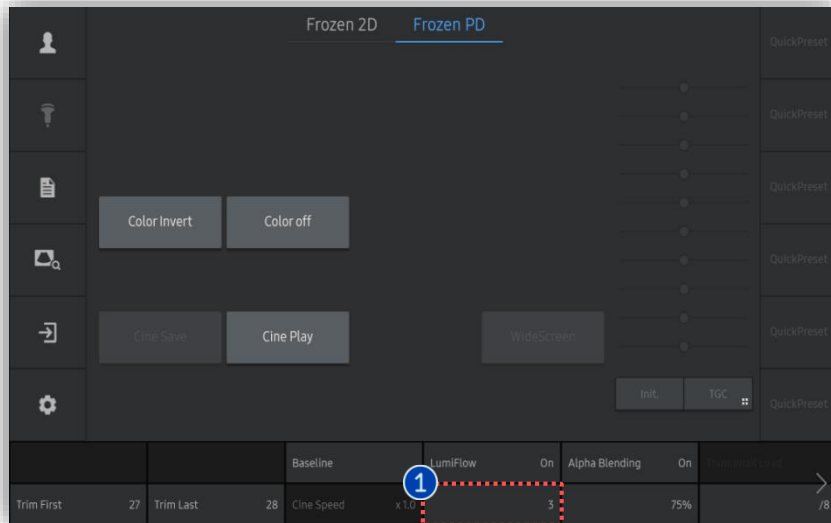 Frozen 2D Frozen PD
QuickPreset
QuickPreset
QuickPreset
Color Invert Color off
QuickPreset
Cine Save Cine Play WideScreen
QuickPreset
Init. TGC
QuickPreset
Baseline LumiFlow On Alpha Blending On
1
Trim First 27 Trim Last 28 Cine Speed x 1.0 3 75% /8